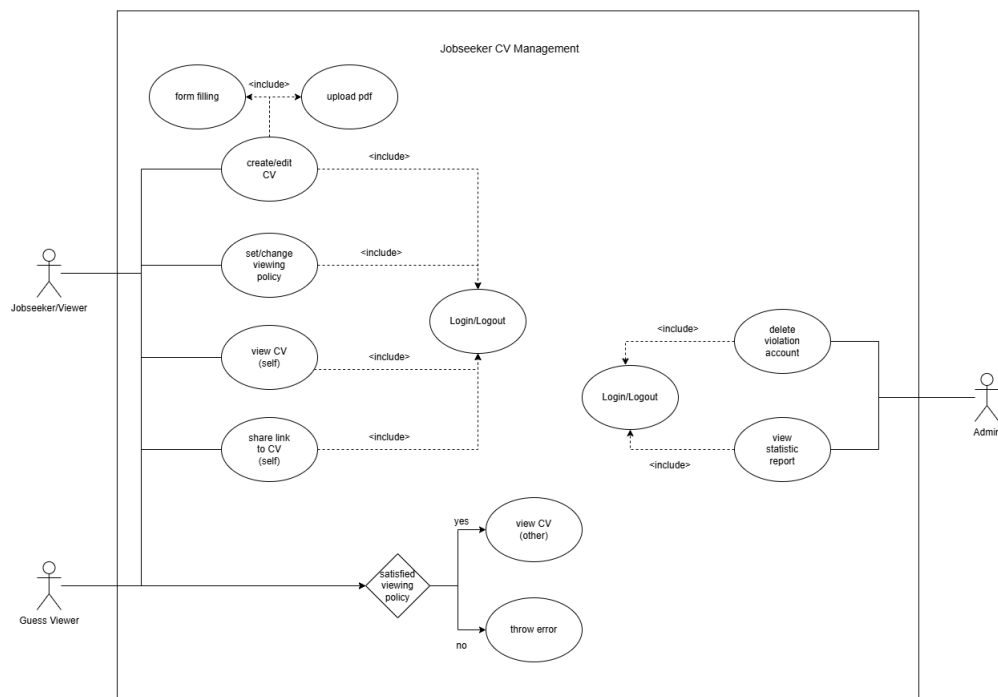 Jobseeker CV Management
<include>
form filling
upload pdf
create/edit
CV
<include>
set/change
viewing
policy
<include>
Jobseeker/Viewer
Login/Logout
view CV
(self)
<include>
share link
to CV
(self)
<include>
<include>
delete
violation
account
Login/Logout
Admin
view
statistic
report
<include>
yes
view CV
(other)
satisfied
viewing
policy
Guess Viewer
no
throw error